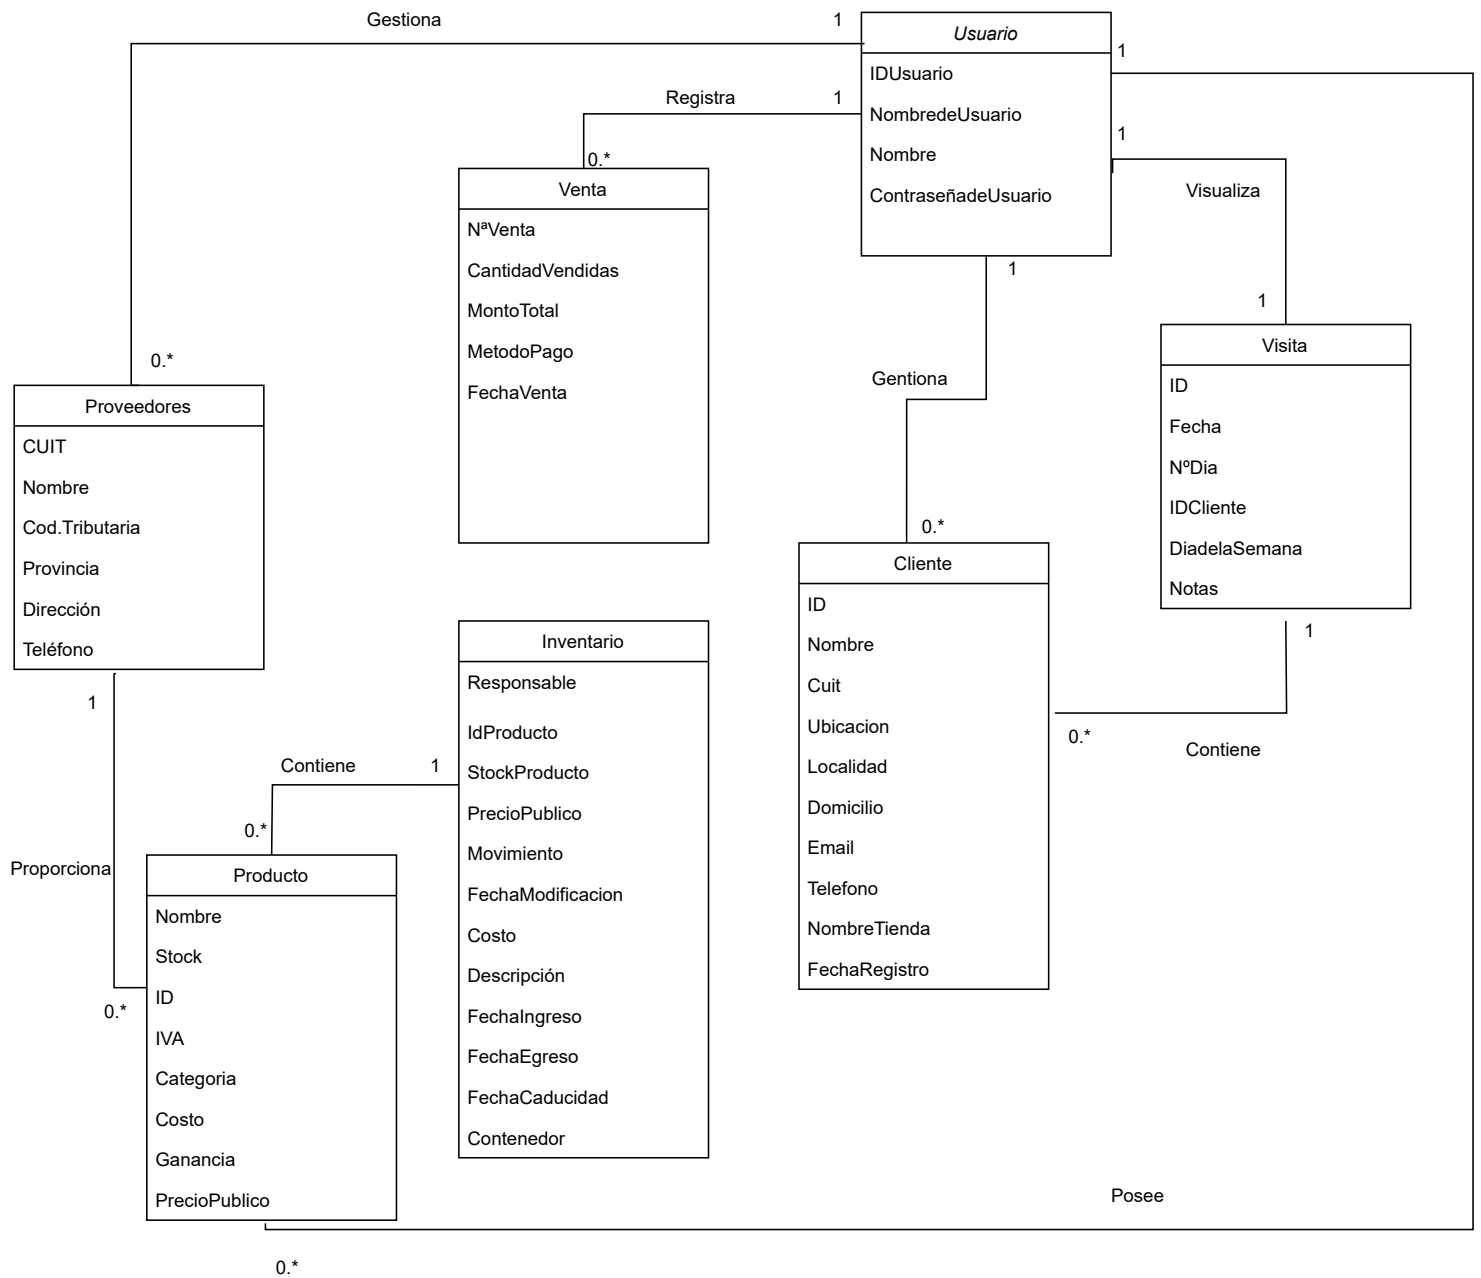 Gestiona
1
Usuario
IDUsuario
NombredeUsuario
Nombre
ContraseñadeUsuario
1
Registra
1
0.*
1
Visualiza
1
1
Venta
NªVenta
CantidadVendidas
MontoTotal
MetodoPago
FechaVenta
0.*
Proveedores
CUIT
Nombre
Cod.Tributaria
Provincia
Dirección
Teléfono
Gentiona
0.*
Visita
ID
Fecha
NºDia
IDCliente
DiadelaSemana
Notas
1
Cliente
ID
Nombre
Cuit
Ubicacion
Localidad
Domicilio
Email
Telefono
NombreTienda
FechaRegistro
0.*
Contiene
Inventario
Responsable
IdProducto
StockProducto
PrecioPublico
Movimiento
FechaModificacion
Costo
Descripción
FechaIngreso
FechaEgreso
FechaCaducidad
Contenedor
1
Contiene
1
0.*
Proporciona
0.*
Producto
Nombre
Stock
ID
IVA
Categoria
Costo
Ganancia
PrecioPublico
Posee
0.*